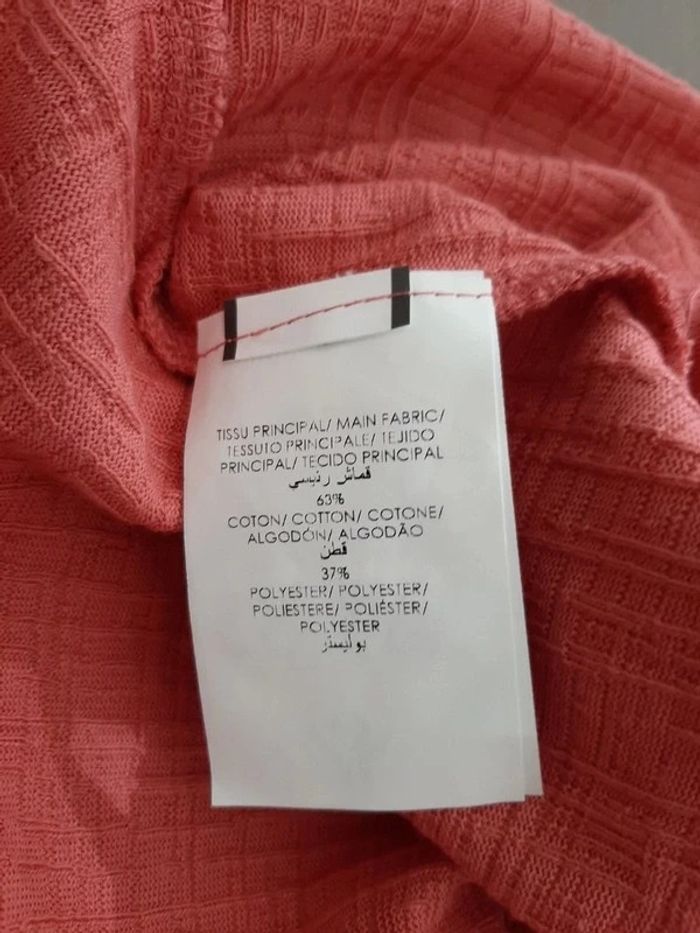 TISSU PRINCIPAL/ MAIN FABRIC/
TESSUTO PRINCIPALE/ TEJIDO
PRINCIPAL/ TECIDO PRINCIPAL
قماش رئيسي
63%
COTON/ COTTON/ COTONE/
ALGODÓN/ ALGODÃO
قطن
37%
POLYESTER/ POLYESTER/
POLIESTERE/ POLIÉSTER/
POLYESTER
بوليستر